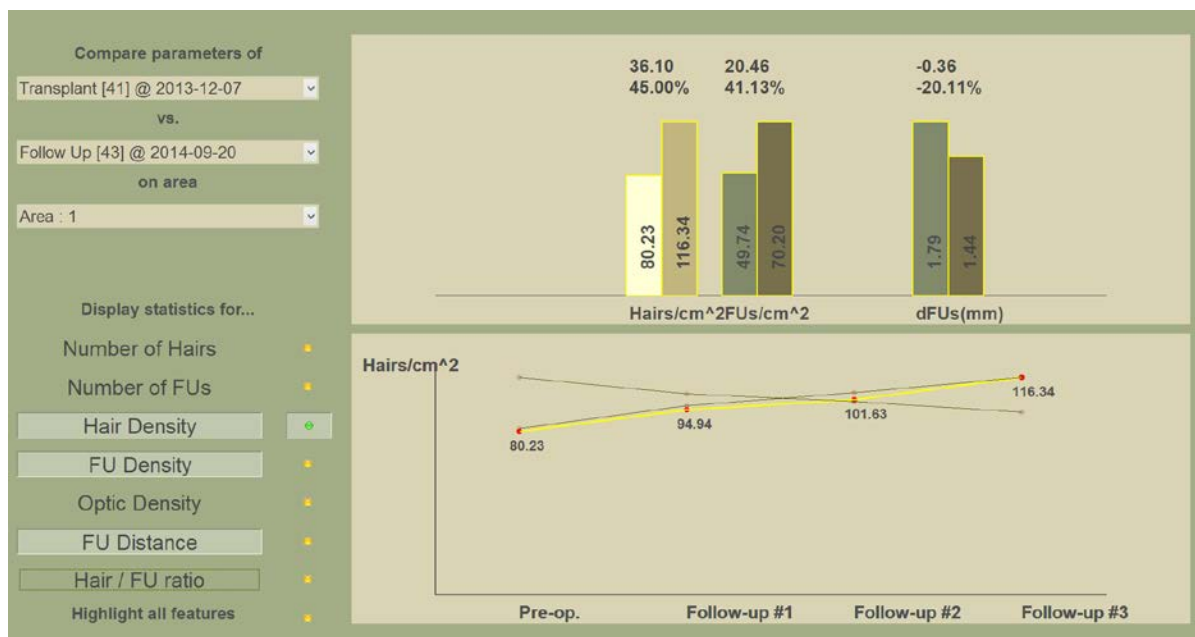 Compare parameters of
Transplant [41] @ 2013-12-07
vs.
Follow Up [43] @ 2014-09-20
on area
Area : 1
Display statistics for...
Number of Hairs
Number of FUs
Hair Density
FU Density
Optic Density
FU Distance
Hair / FU ratio
Highlight all features
36.10 20.46 -0.36
45.00% 41.13% -20.11%
80.23 116.34 49.74 70.20 1.79 1.44
Hairs/cm^2FUs/cm^2 dFUs(mm)
Hairs/cm^2
80.23 94.94 101.63 116.34
Pre-op. Follow-up #1 Follow-up #2 Follow-up #3